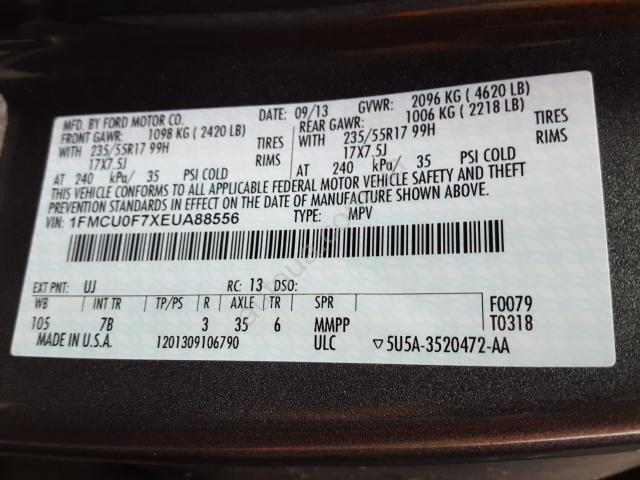 MFD. BY FORD MOTOR CO. DATE: 09/13 GVWR: 2096 KG ( 4620 LB)
FRONT GAWR: 1098 KG ( 2420 LB) REAR GAWR: 1006 KG ( 2218 LB)
WITH 235/55R17 99H TIRES WITH 235/55R17 99H TIRES
17X7.5J RIMS 17X7.5J RIMS
AT 240 kPa/ 35 PSI COLD AT 240 kPa/ 35 PSI COLD
THIS VEHICLE CONFORMS TO ALL APPLICABLE FEDERAL MOTOR VEHICLE SAFETY AND THEFT
PREVENTION STANDARDS IN EFFECT ON THE DATE OF MANUFACTURE SHOWN ABOVE.
VIN: 1FMCU0F7XEUA88556 TYPE: MPV
EXT PNT: UJ RC: 13 DSO:
WB INT TR TP/PS R AXLE TR SPR F0079
105 7B 3 35 6 MMPP T0318
MADE IN U.S.A. 1201309106790 ULC ▽5U5A-3520472-AA